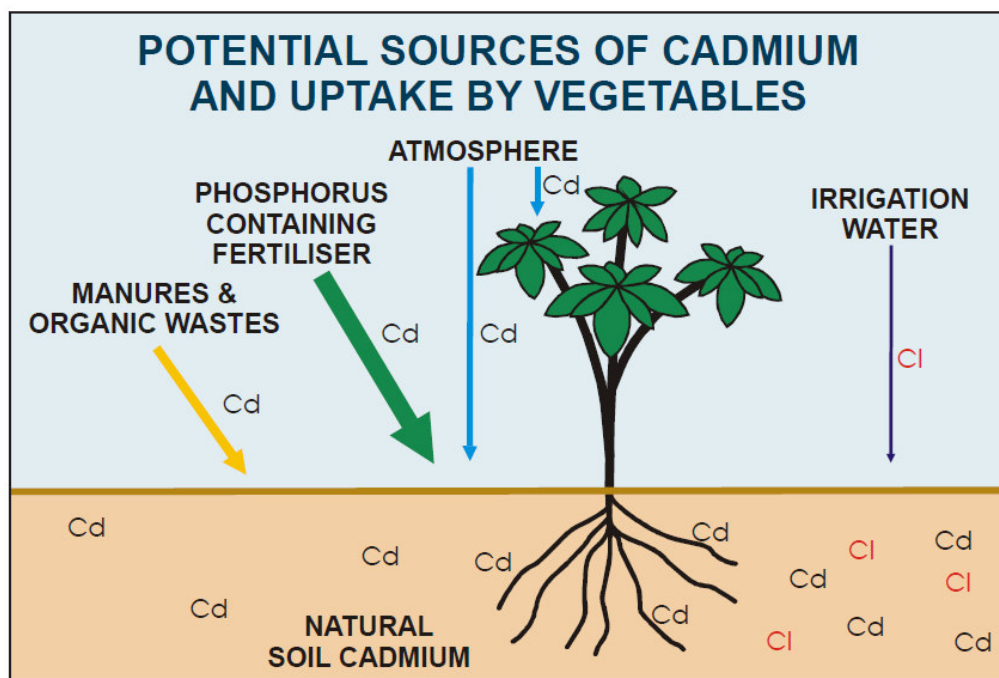 POTENTIAL SOURCES OF CADMIUM
AND UPTAKE BY VEGETABLES
ATMOSPHERE
Cd
PHOSPHORUS
CONTAINING
FERTILISER
IRRIGATION
WATER
MANURES &
ORGANIC WASTES
Cd
Cd
Cl
Cd
Cd
Cd
Cd
Cd
Cl
Cd
Cd
Cl
Cd
Cd
NATURAL
SOIL CADMIUM
Cl
Cd
Cd